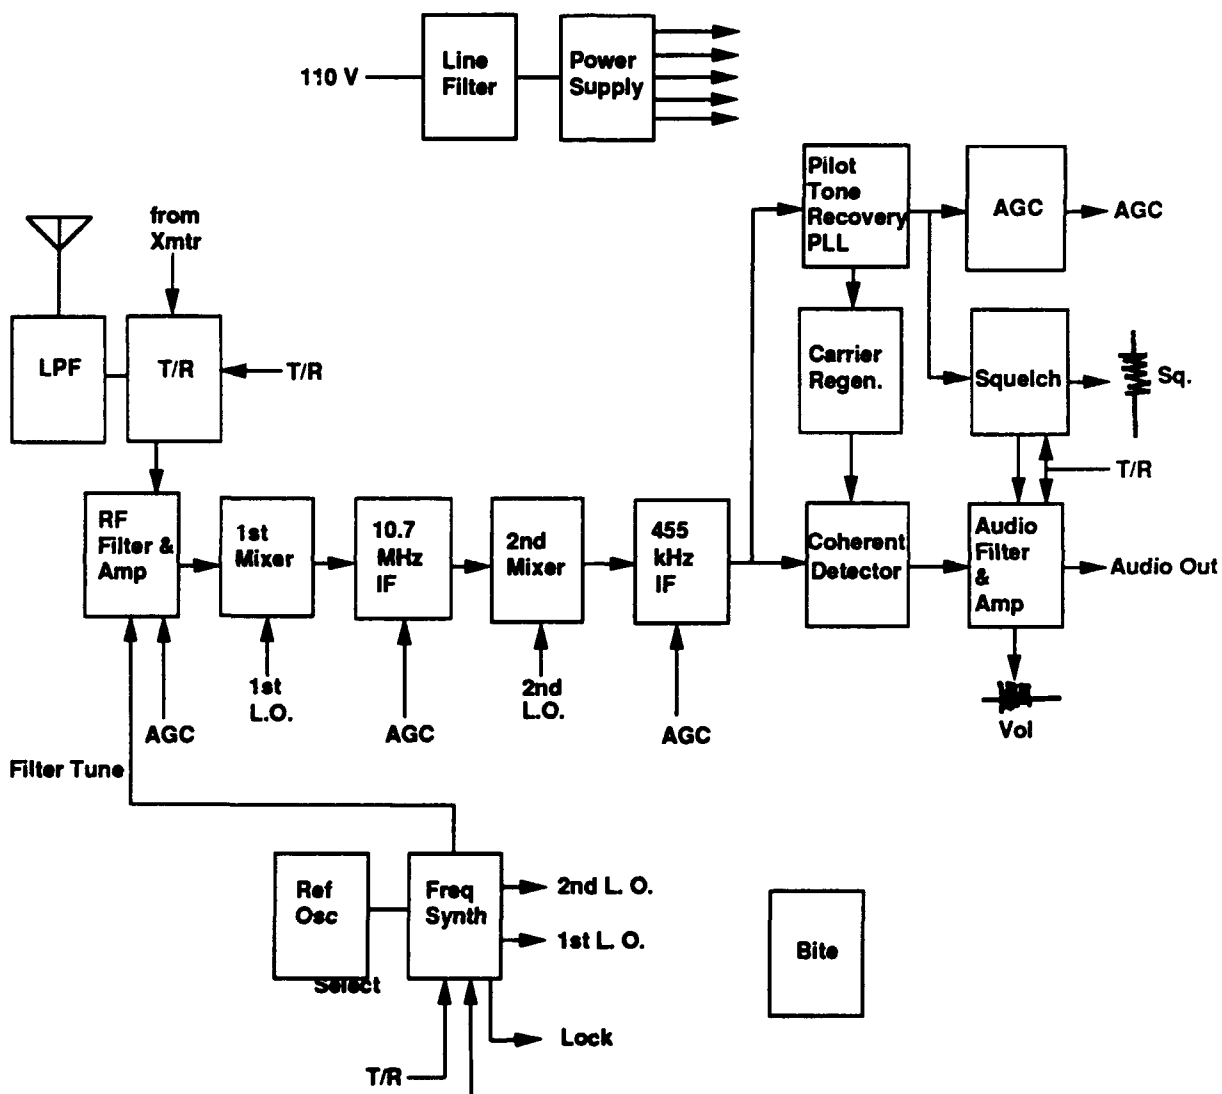 110 V
Line
Filter
Power
Supply
Pilot
Tone
Recovery
PLL
AGC
AGC
from
Xmtr
LPF
T/R
T/R
Carrier
Regen.
Squelch
Sq.
T/R
RF
Filter &
Amp
1st
Mixer
10.7
MHz
IF
2nd
Mixer
455
kHz
IF
Coherent
Detector
Audio
Filter
&
Amp
Audio Out
1st
L.O.
2nd
L.O.
AGC
AGC
AGC
Vol
Filter Tune
Ref
Osc
Freq
Synth
2nd L. O.
1st L. O.
Bite
Select
Lock
T/R